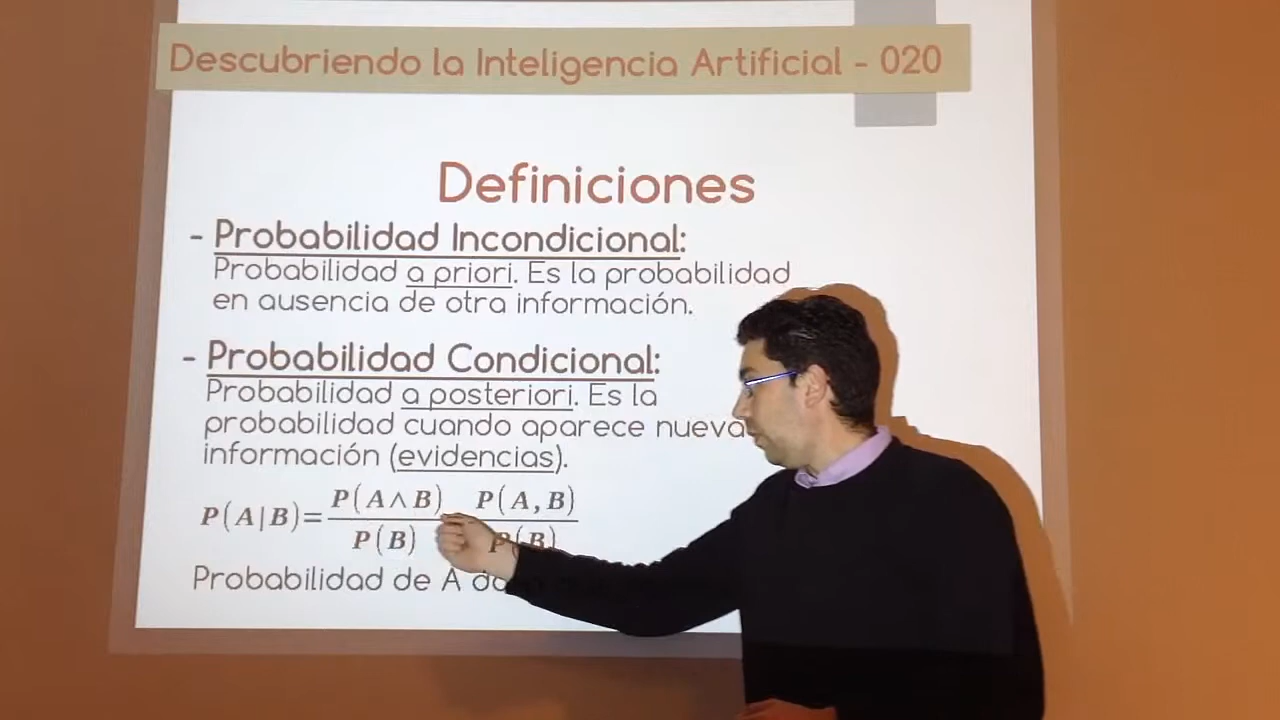 Descubriendo la Inteligencia Artificial - 020
Definiciones
- Probabilidad Incondicional:
Probabilidad a priori. Es la probabilidad
en ausencia de otra información.
- Probabilidad Condicional:
Probabilidad a posteriori. Es la
probabilidad cuando aparece nueva
información (evidencias).
P(A|B)= P(A∧B) P(A,B)
P(B) P(B)
Probabilidad de A